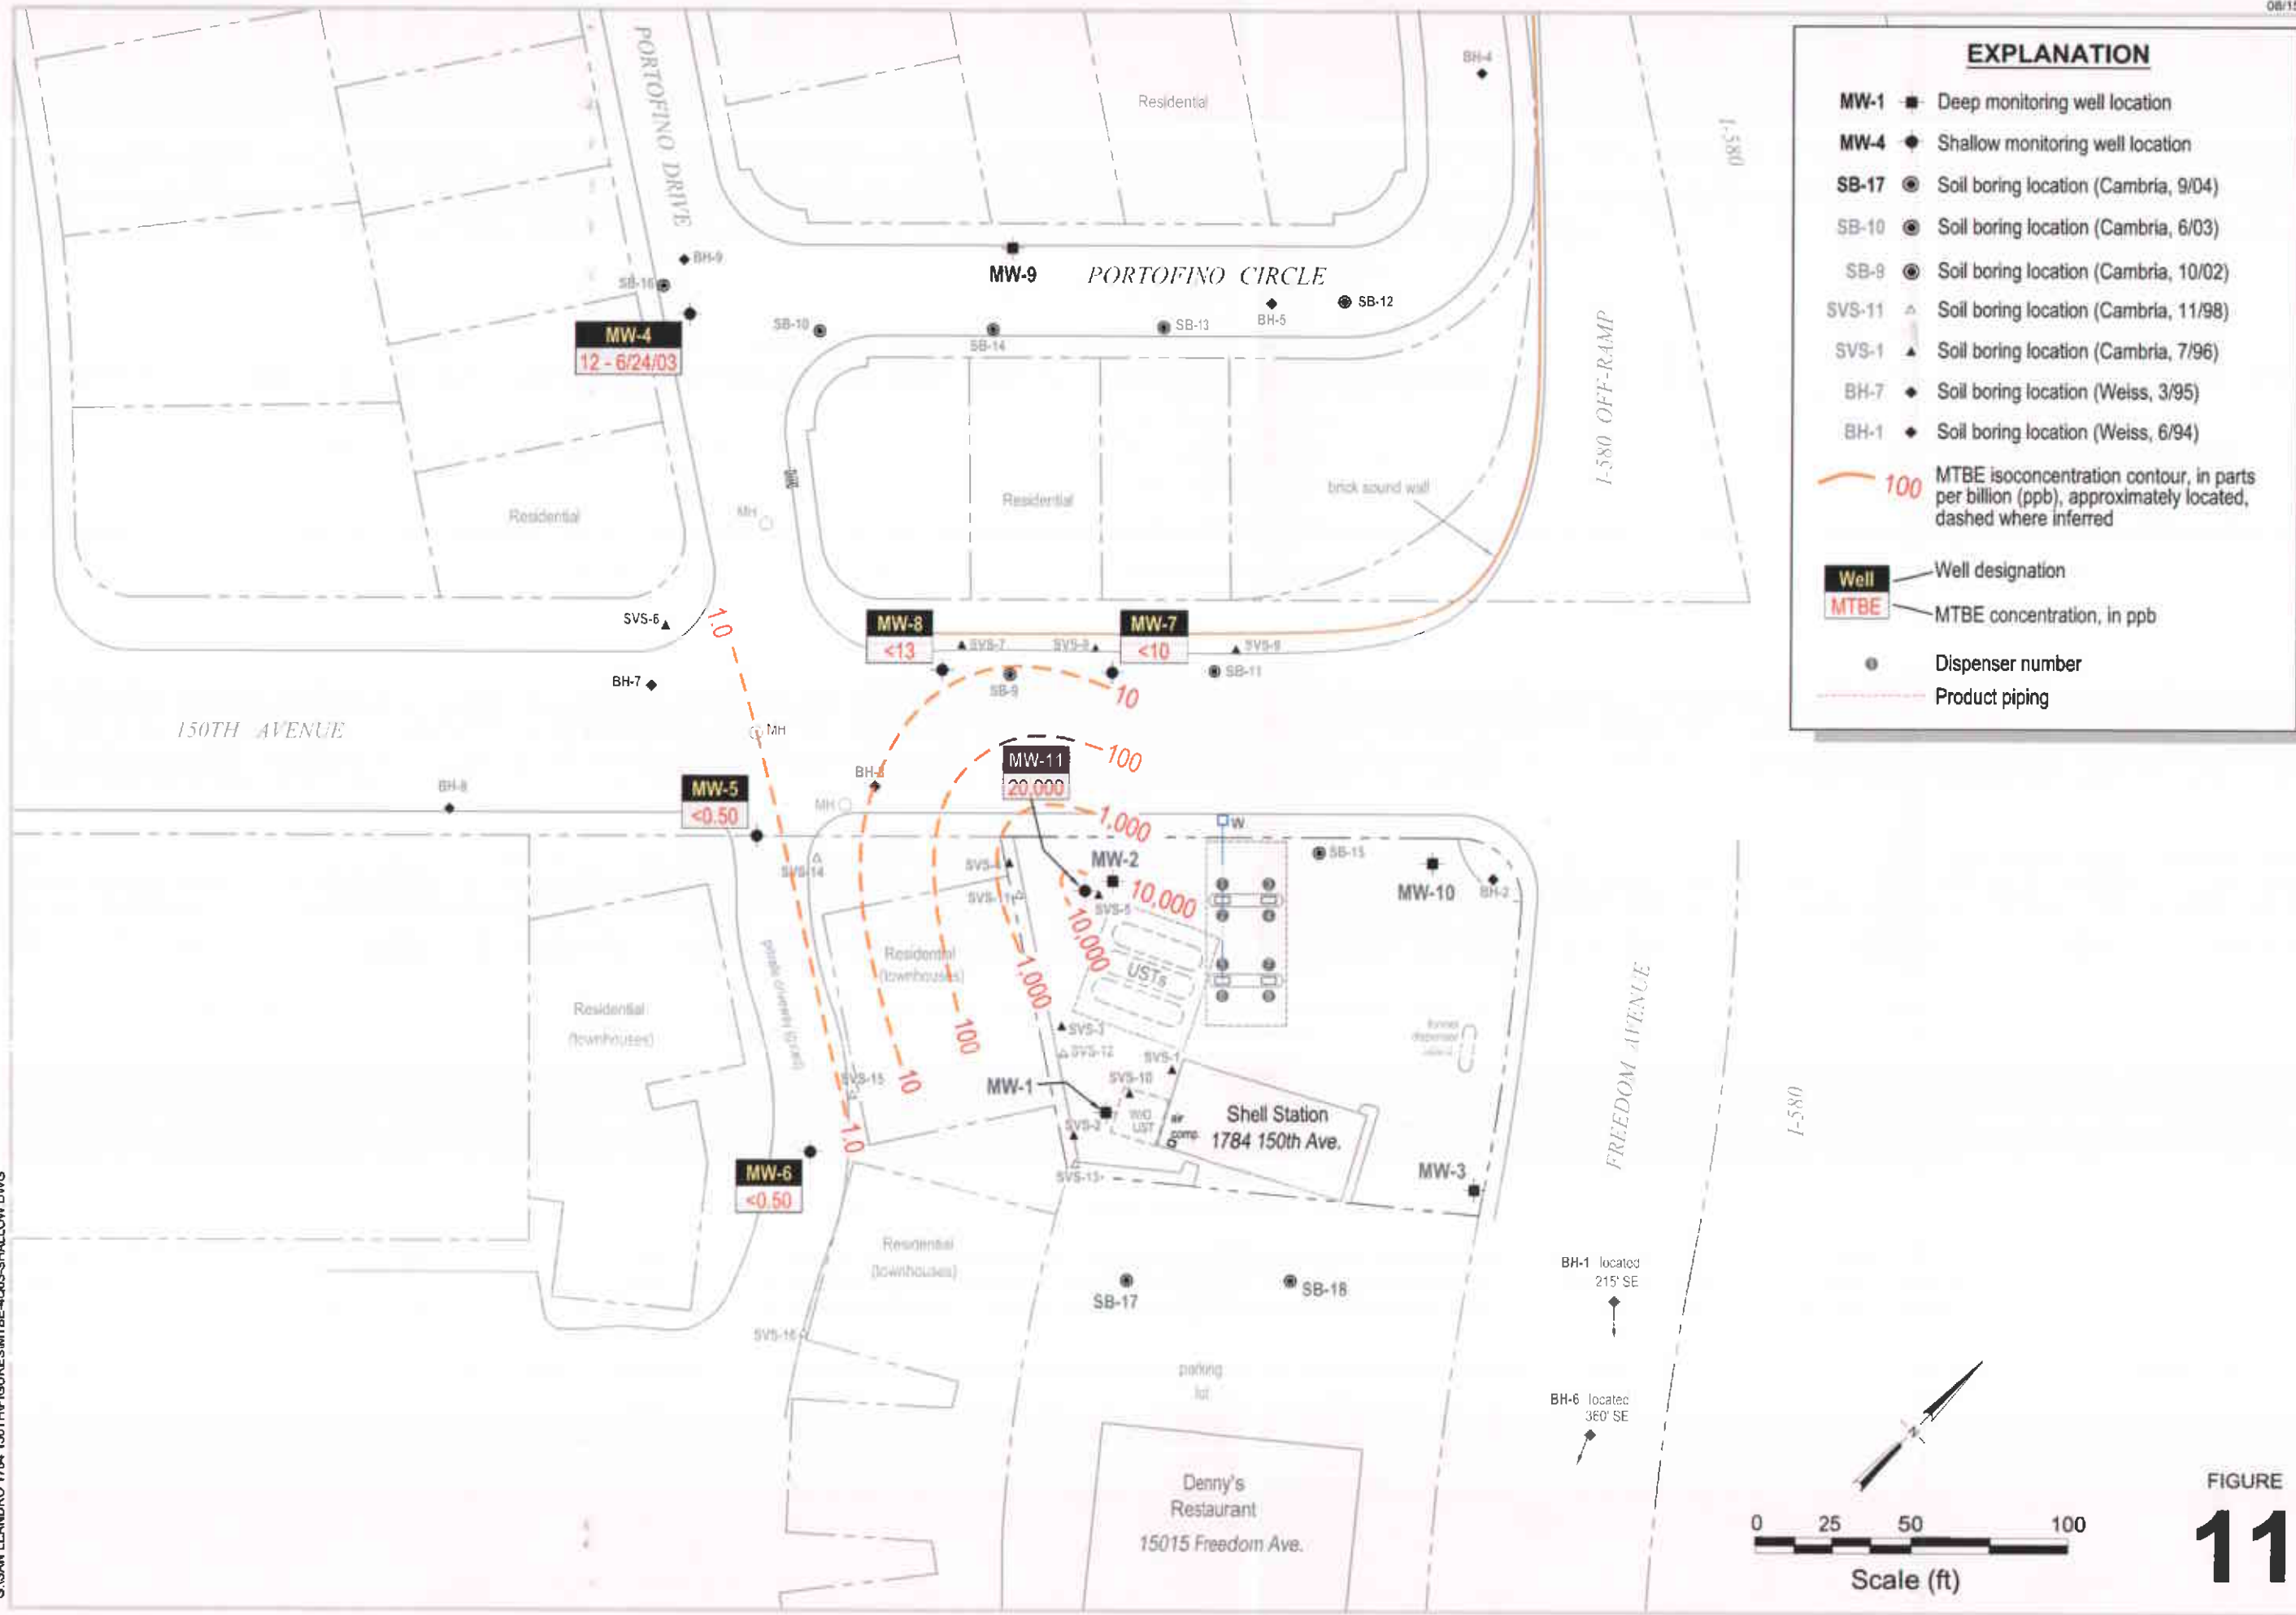 08/15
EXPLANATION
MW-1 Deep monitoring well location
MW-4 Shallow monitoring well location
SB-17 Soil boring location (Cambria, 9/04)
SB-10 Soil boring location (Cambria, 6/03)
SB-9 Soil boring location (Cambria, 10/02)
SVS-11 Soil boring location (Cambria, 11/98)
SVS-1 Soil boring location (Cambria, 7/96)
BH-7 Soil boring location (Weiss, 3/95)
BH-1 Soil boring location (Weiss, 6/94)
100 MTBE isoconcentration contour, in parts
per billion (ppb), approximately located,
dashed where inferred
Well
MTBE
Well designation
MTBE concentration, in ppb
Dispenser number
Product piping
PORTOFINO DRIVE
Residential
BH-4
I-580
BH-9
SB-16
MW-9
PORTOFINO CIRCLE
MW-4
12 - 6/24/03
SB-10
SB-14
SB-13
BH-5
SB-12
I-580 OFF-RAMP
Residential
MH
Residential
brick sound wall
SVS-6
1.0
MW-8
<13
SVS-7
SVS-8
MW-7
<10
SVS-9
BH-7
SB-9
SB-11
10
150TH AVENUE
MH
MW-11
20,000
100
BH-8
MW-5
<0.50
MH
1,000
W
SVS-14
MW-2
SB-15
MW-10
BH-2
SVS-5
10,000
10,000
Residential
(townhouses)
1,000
USTs
Residential
(townhouses)
100
10
SVS-3
SVS-12
SVS-1
SVS-15
SVS-10
MW-1
W/O
UST
air
comp.
Shell Station
1784 150th Ave.
former
dispenser
island
FREEDOM AVENUE
I-580
SVS-2
1.0
MW-6
<0.50
SVS-13
MW-3
Residential
(townhouses)
SB-17
SB-18
BH-1 located
215' SE
SVS-16
parking
lot
BH-6 located
360' SE
Denny's
Restaurant
15015 Freedom Ave.
N
0 25 50 100
Scale (ft)
FIGURE
11